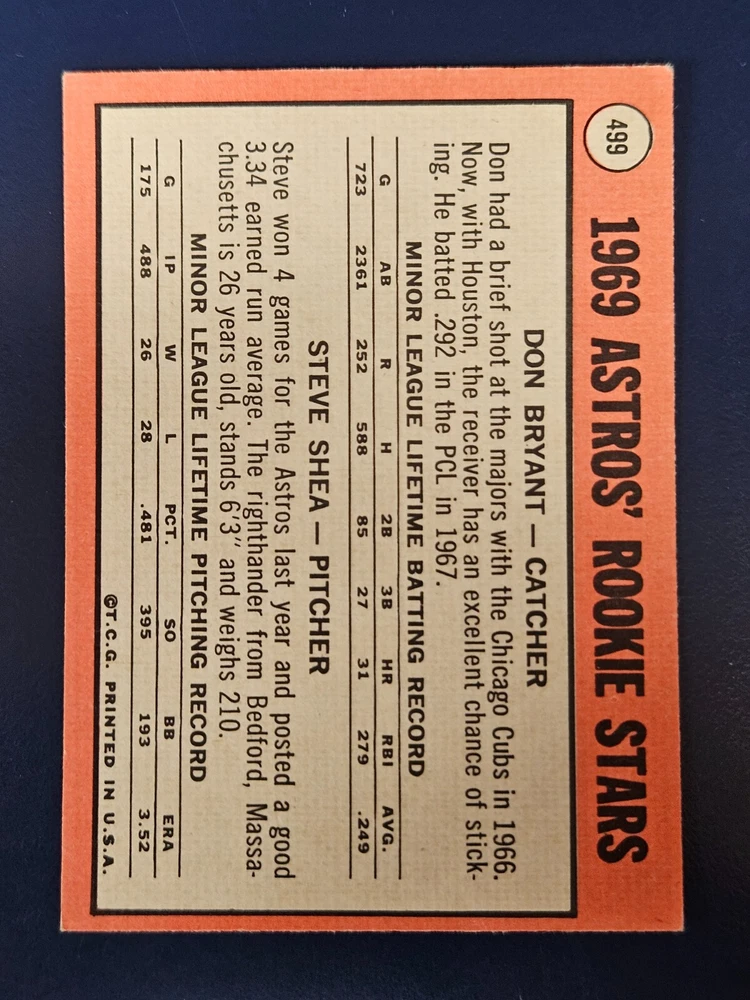 499
1969 ASTROS' ROOKIE STARS
DON BRYANT — CATCHER
Don had a brief shot at the majors with the Chicago Cubs in 1966.
Now, with Houston, the receiver has an excellent chance of stick-
ing. He batted .292 in the PCL in 1967.
MINOR LEAGUE LIFETIME BATTING RECORD
G AB R H 2B 3B HR RBI AVG.
723 2361 252 588 85 27 31 279 .249
STEVE SHEA — PITCHER
Steve won 4 games for the Astros last year and posted a good
3.34 earned run average. The righthander from Bedford, Massa-
chusetts is 26 years old, stands 6'3" and weighs 210.
MINOR LEAGUE LIFETIME PITCHING RECORD
G IP W L PCT. SO BB ERA
175 488 26 28 .481 395 193 3.52
©T.C.G. PRINTED IN U.S.A.